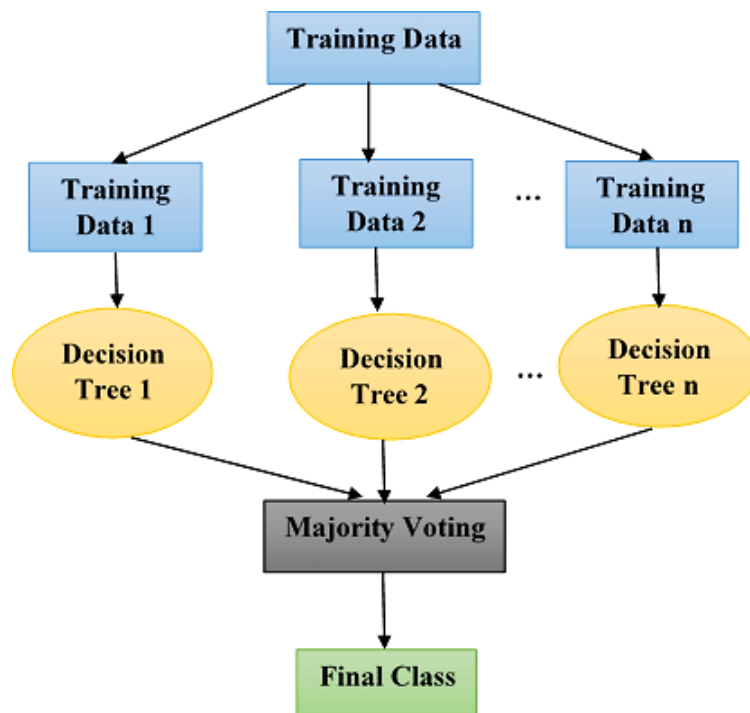 Training Data
Training
Data 1
Training
Data 2
...
Training
Data n
Decision
Tree 1
Decision
Tree 2
...
Decision
Tree n
Majority Voting
Final Class